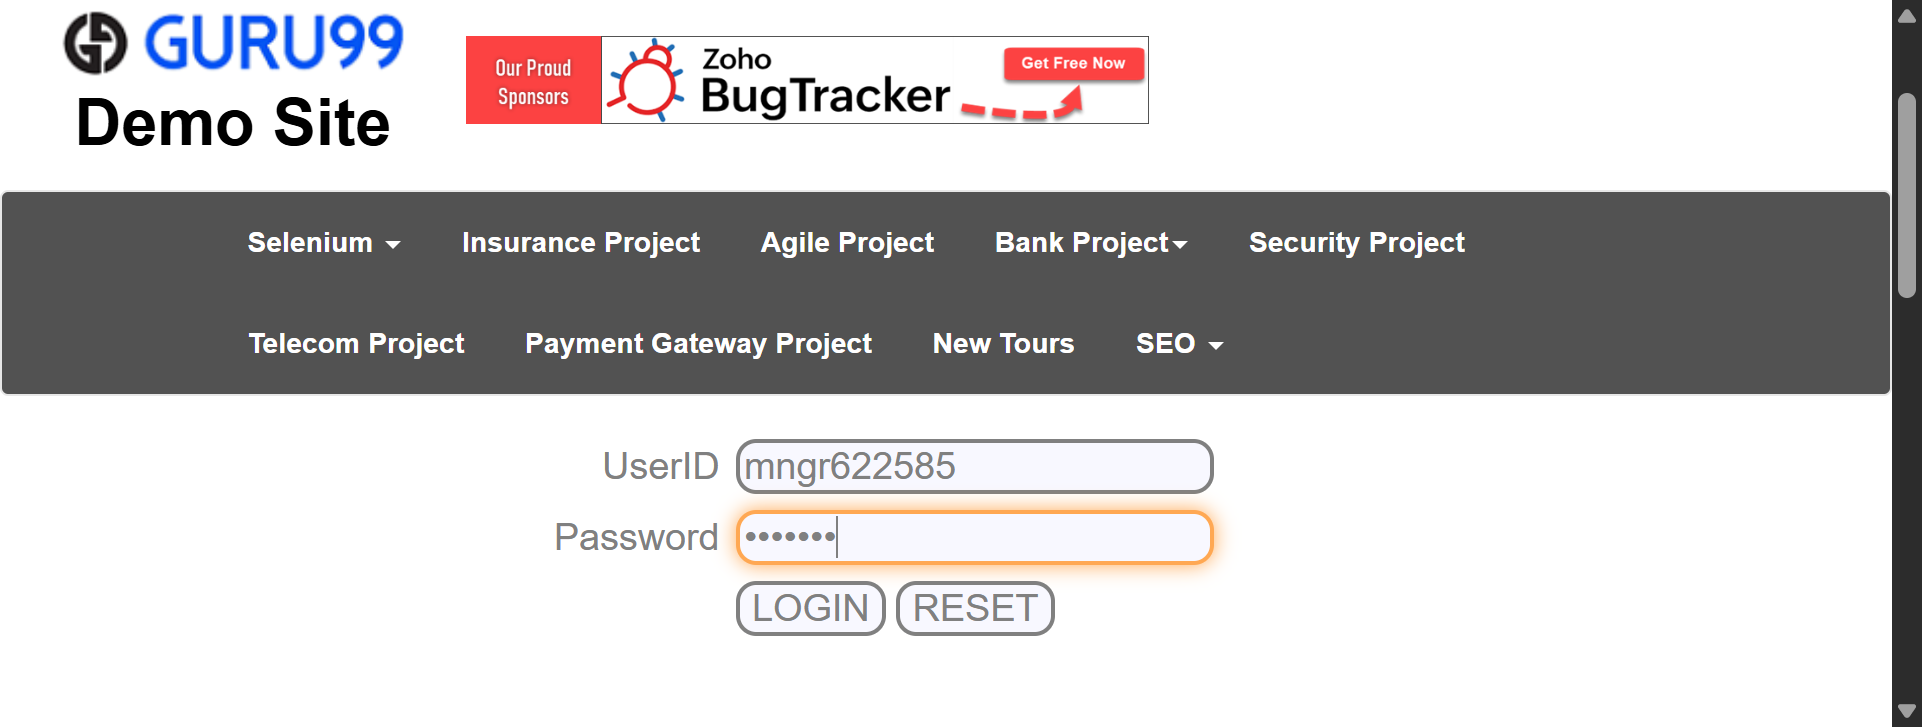 GURU99
Demo Site
Our Proud
Sponsors
Zoho
BugTracker
Get Free Now
Selenium
Insurance Project
Agile Project
Bank Project
Security Project
Telecom Project
Payment Gateway Project
New Tours
SEO
UserID
mngr622585
Password
•••••••
LOGIN
RESET